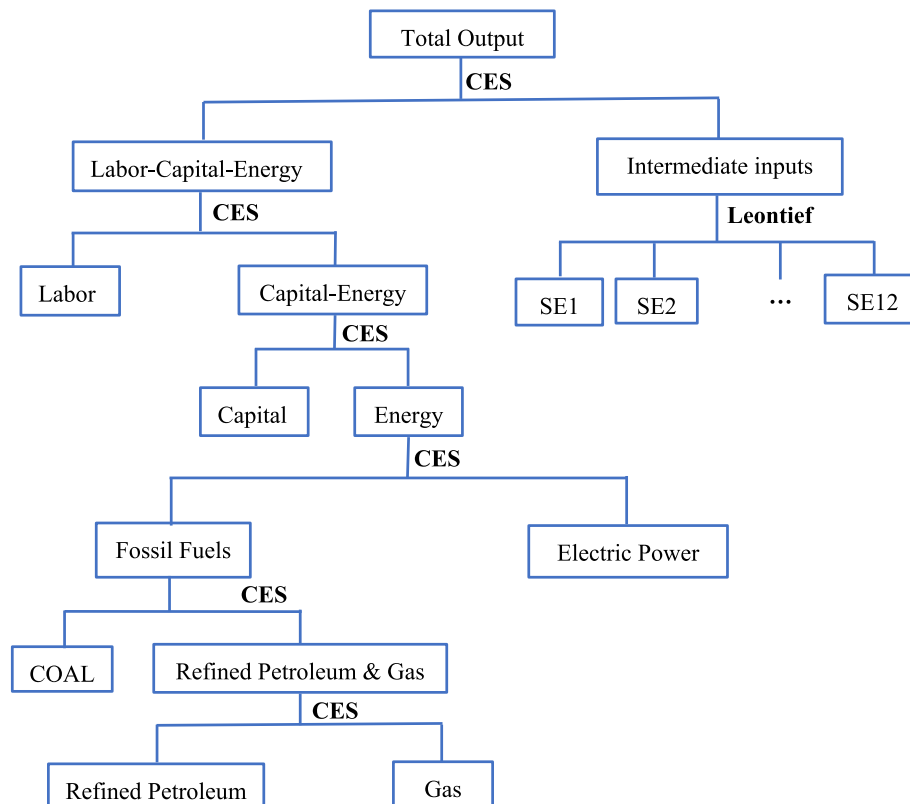 Total Output
CES
Labor-Capital-Energy
Intermediate inputs
CES
Leontief
Labor
Capital-Energy
SE1
SE2
...
SE12
CES
Capital
Energy
CES
Fossil Fuels
Electric Power
CES
COAL
Refined Petroleum & Gas
CES
Refined Petroleum
Gas